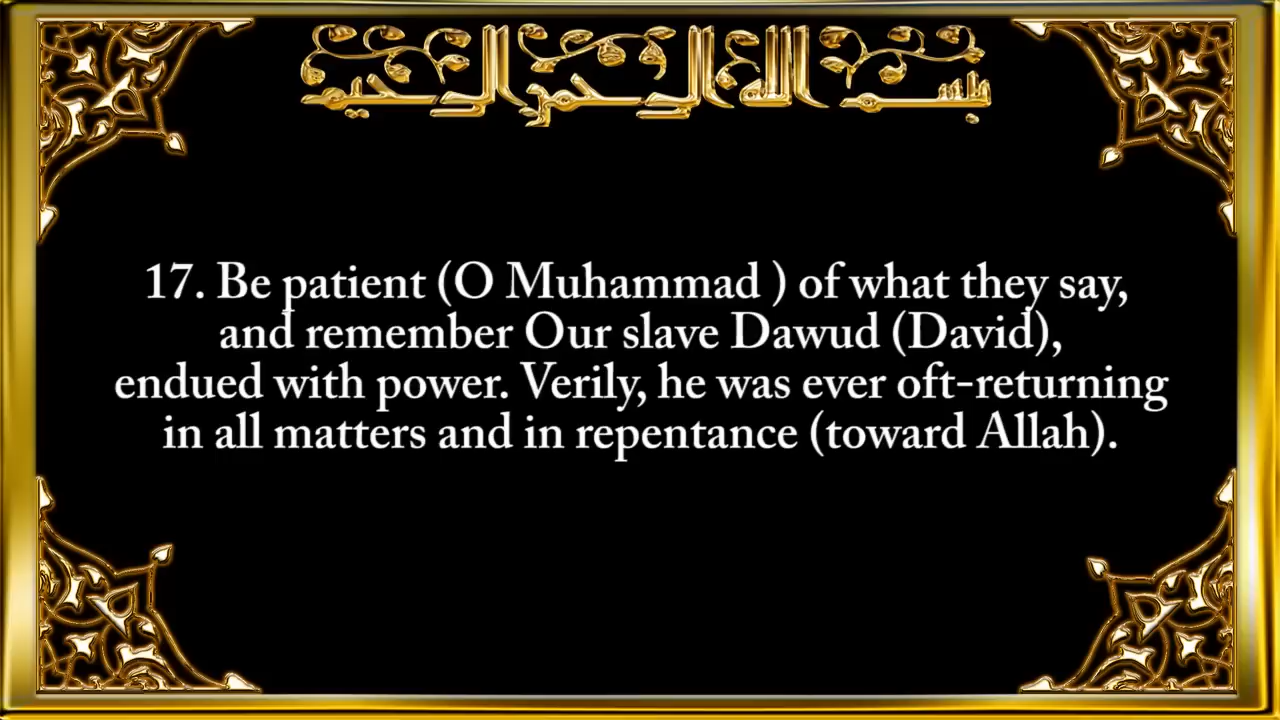 بسم الله الرحمن الرحيم
17. Be patient (O Muhammad ) of what they say,
and remember Our slave Dawud (David),
endued with power. Verily, he was ever oft-returning
in all matters and in repentance (toward Allah).